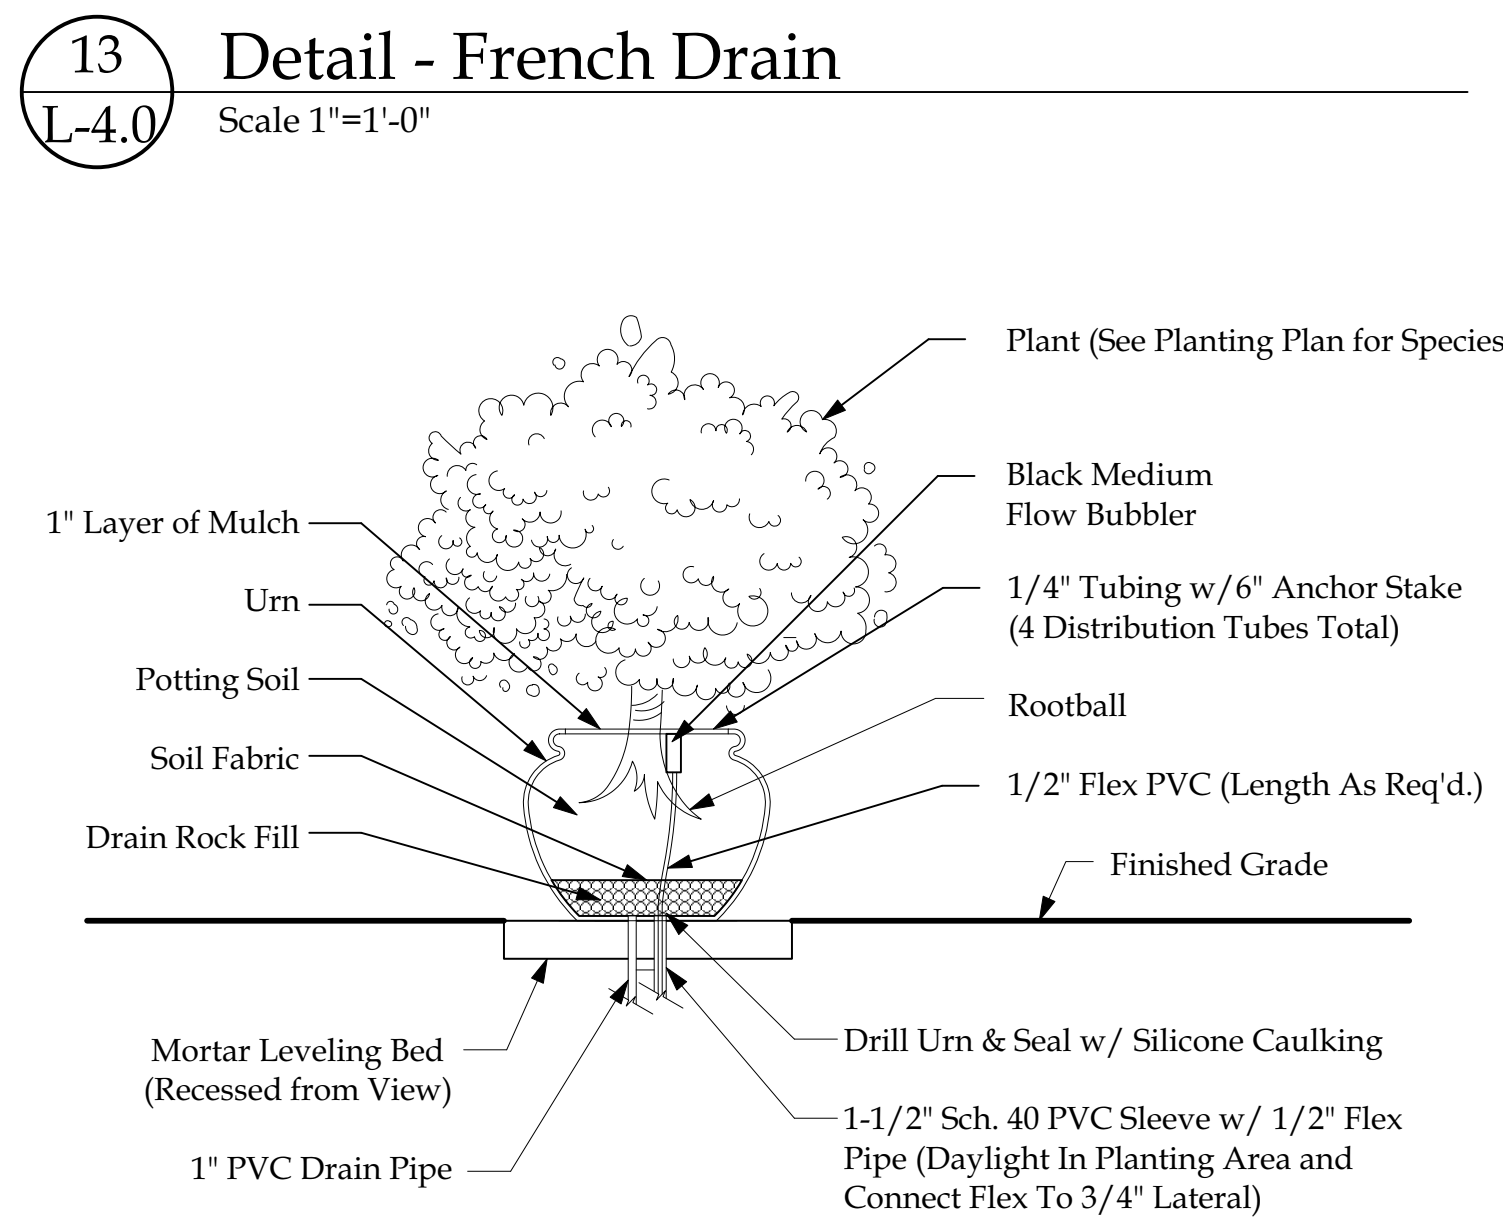 13
L-4.0
Detail - French Drain
Scale 1"=1'-0"
Plant (See Planting Plan for Species
Black Medium
Flow Bubbler
1" Layer of Mulch
1/4" Tubing w/6" Anchor Stake
(4 Distribution Tubes Total)
Urn
Potting Soil
Rootball
Soil Fabric
1/2" Flex PVC (Length As Req'd.)
Drain Rock Fill
Finished Grade
Mortar Leveling Bed
(Recessed from View)
Drill Urn & Seal w/ Silicone Caulking
1" PVC Drain Pipe
1-1/2" Sch. 40 PVC Sleeve w/ 1/2" Flex
Pipe (Daylight In Planting Area and
Connect Flex To 3/4" Lateral)